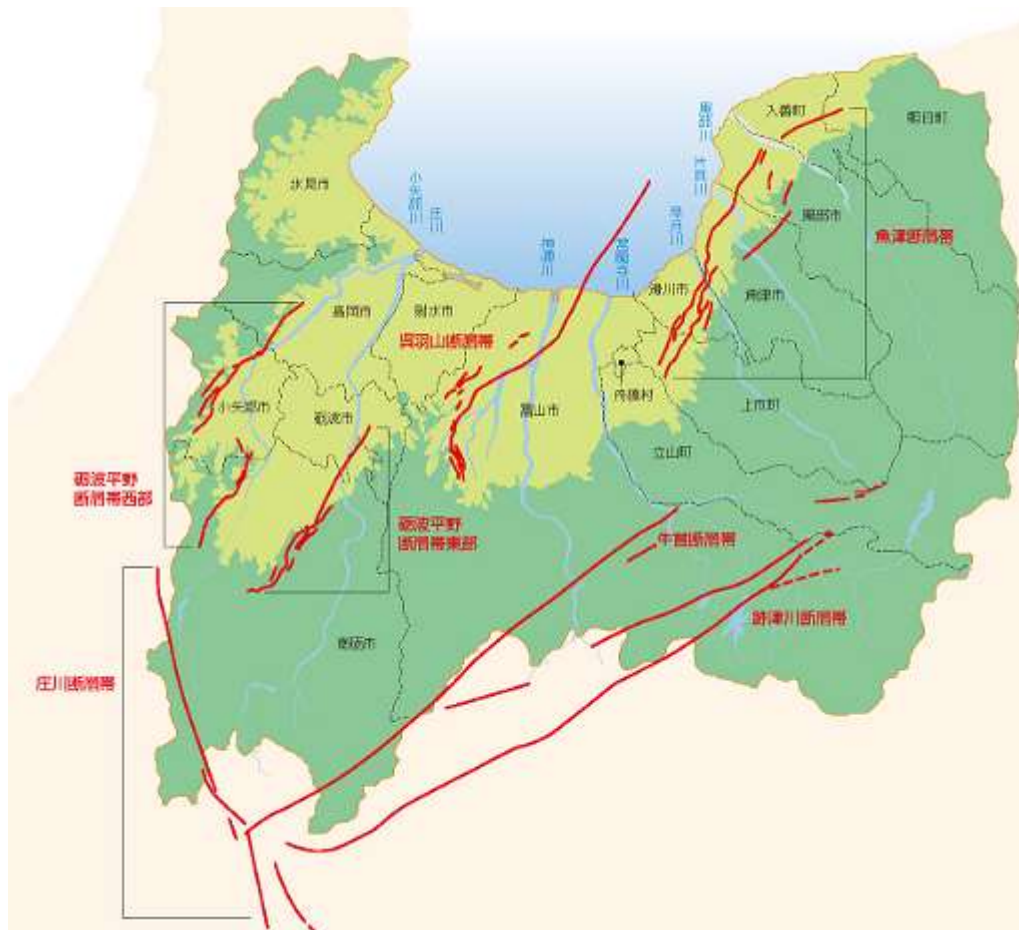 入善町
朝日町
黒部川
片貝川
早月川
小矢部川
庄川
神通川
常願寺川
氷見市
黒部市
魚津断層帯
魚津市
滑川市
高岡市
射水市
呉羽山断層帯
舟橋村
上市町
小矢部市
砺波市
富山市
立山町
砺波平野
断層帯西部
砺波平野
断層帯東部
牛首断層帯
跡津川断層帯
南砺市
庄川断層帯